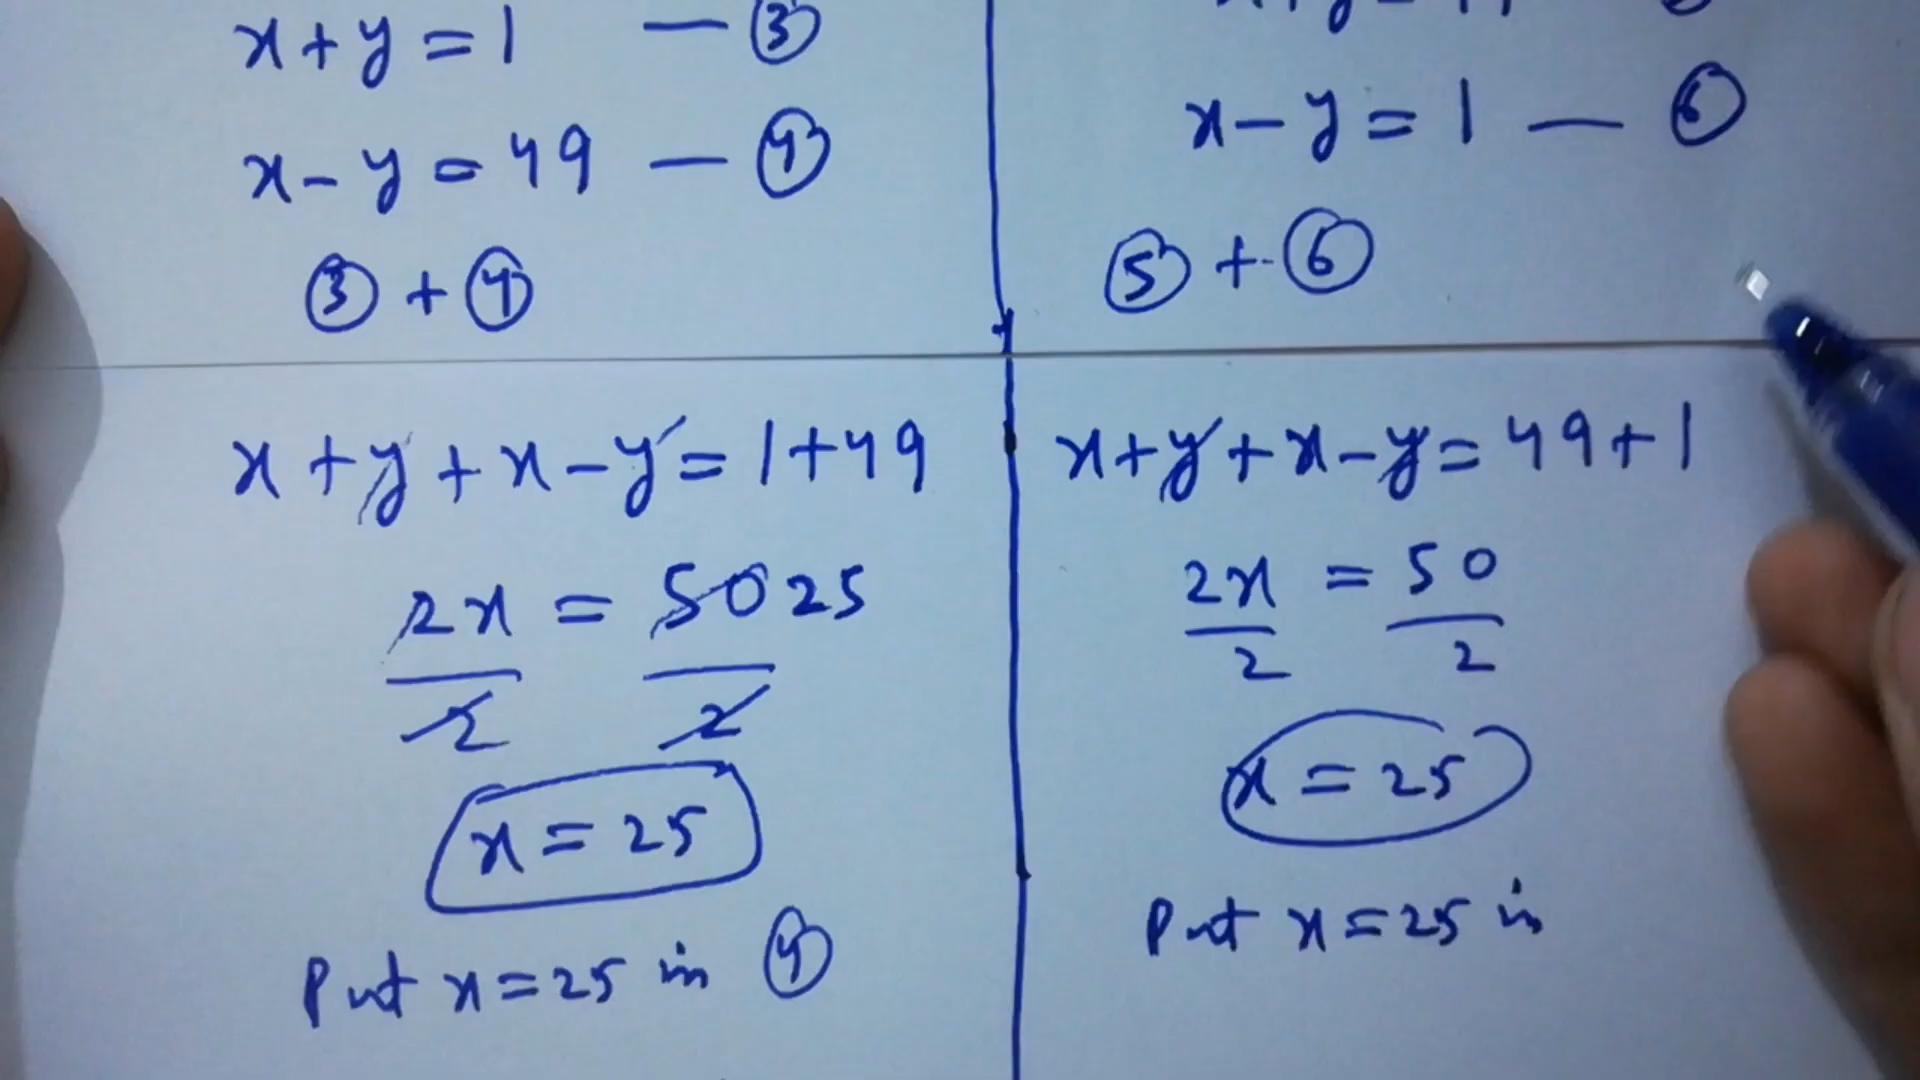 x+y=1 — ③
x-y=49 — ④
③ + ④
x+y+x-y=1+49
2x = 50 25
2 2
x=25
Put x=25 in ④
x-y=1 — ⑥
⑤ + ⑥
x+y+x-y=49+1
2x = 50
2 2
x=25
Put x=25 in